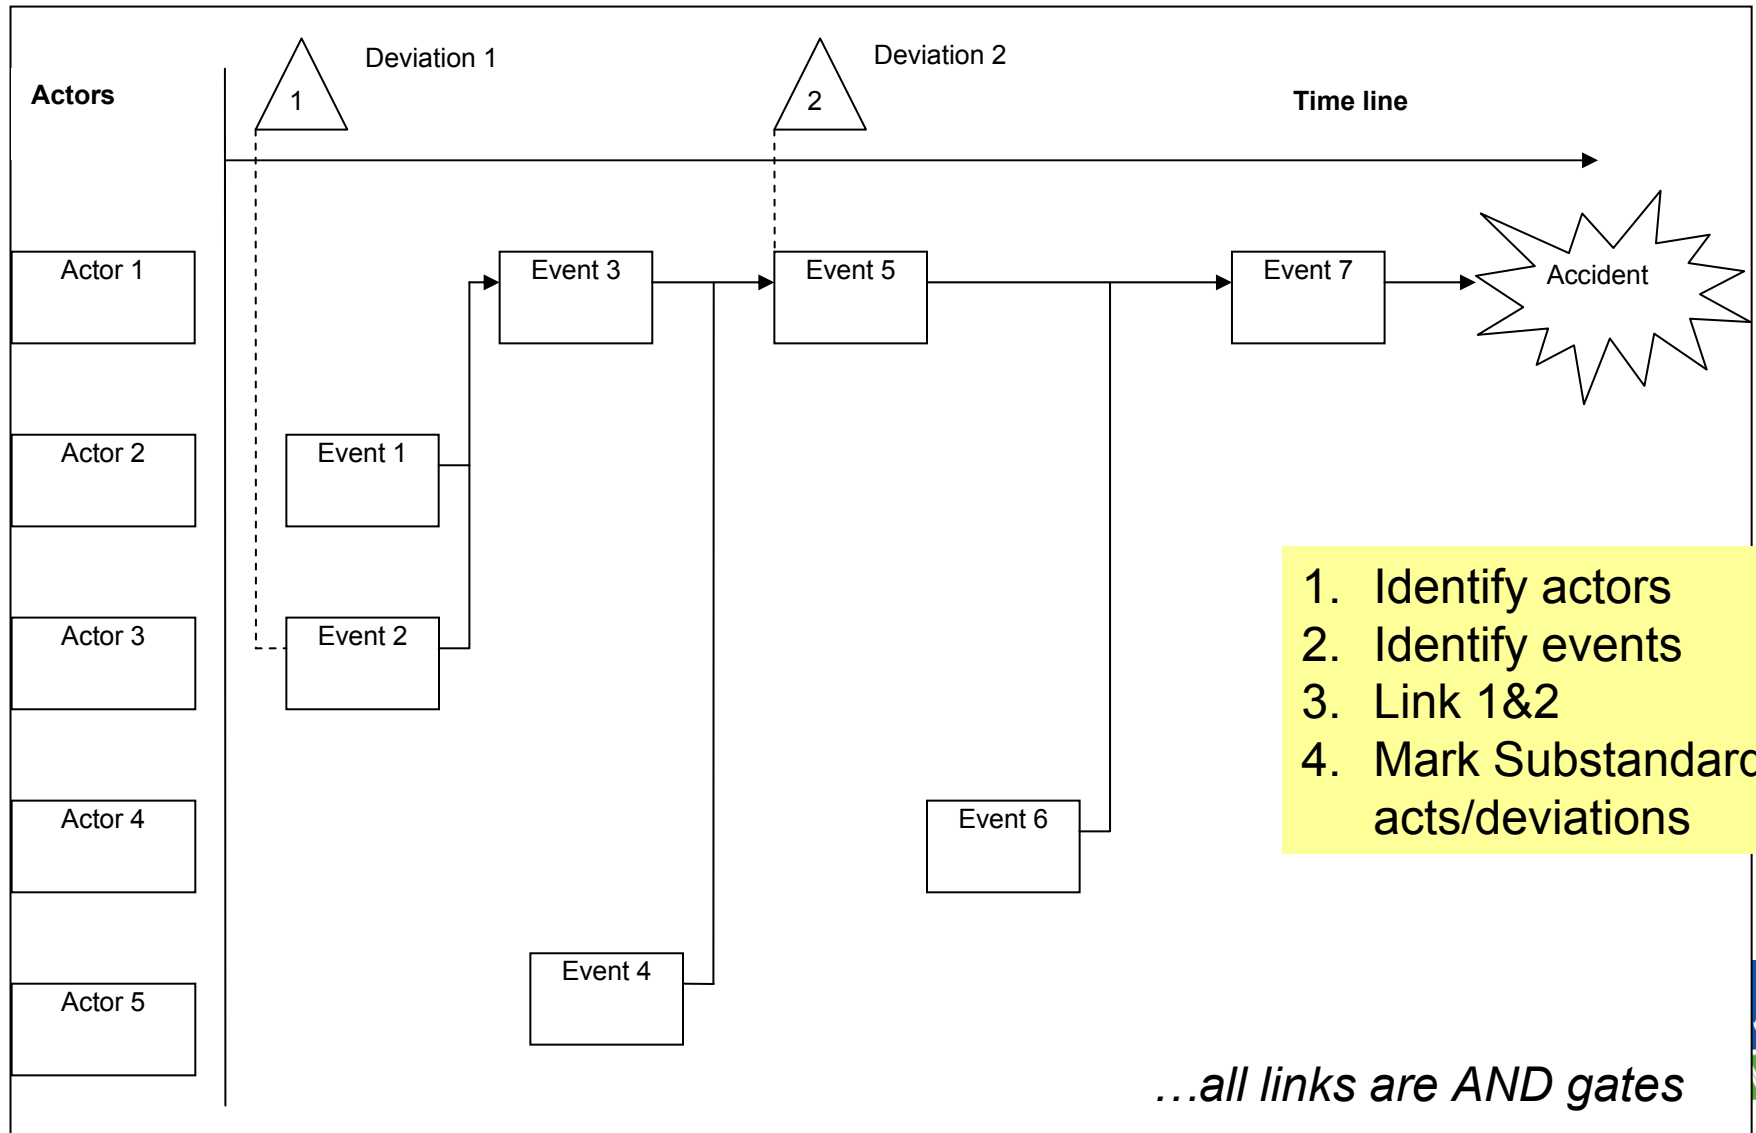 Deviation 1
Deviation 2
Actors
1
2
Time line
Actor 1
Event 3
Event 5
Event 7
Accident
Actor 2
Event 1
Actor 3
Event 2
1. Identify actors
2. Identify events
3. Link 1&2
4. Mark Substandard
acts/deviations
Actor 4
Event 6
Event 4
Actor 5
…all links are AND gates